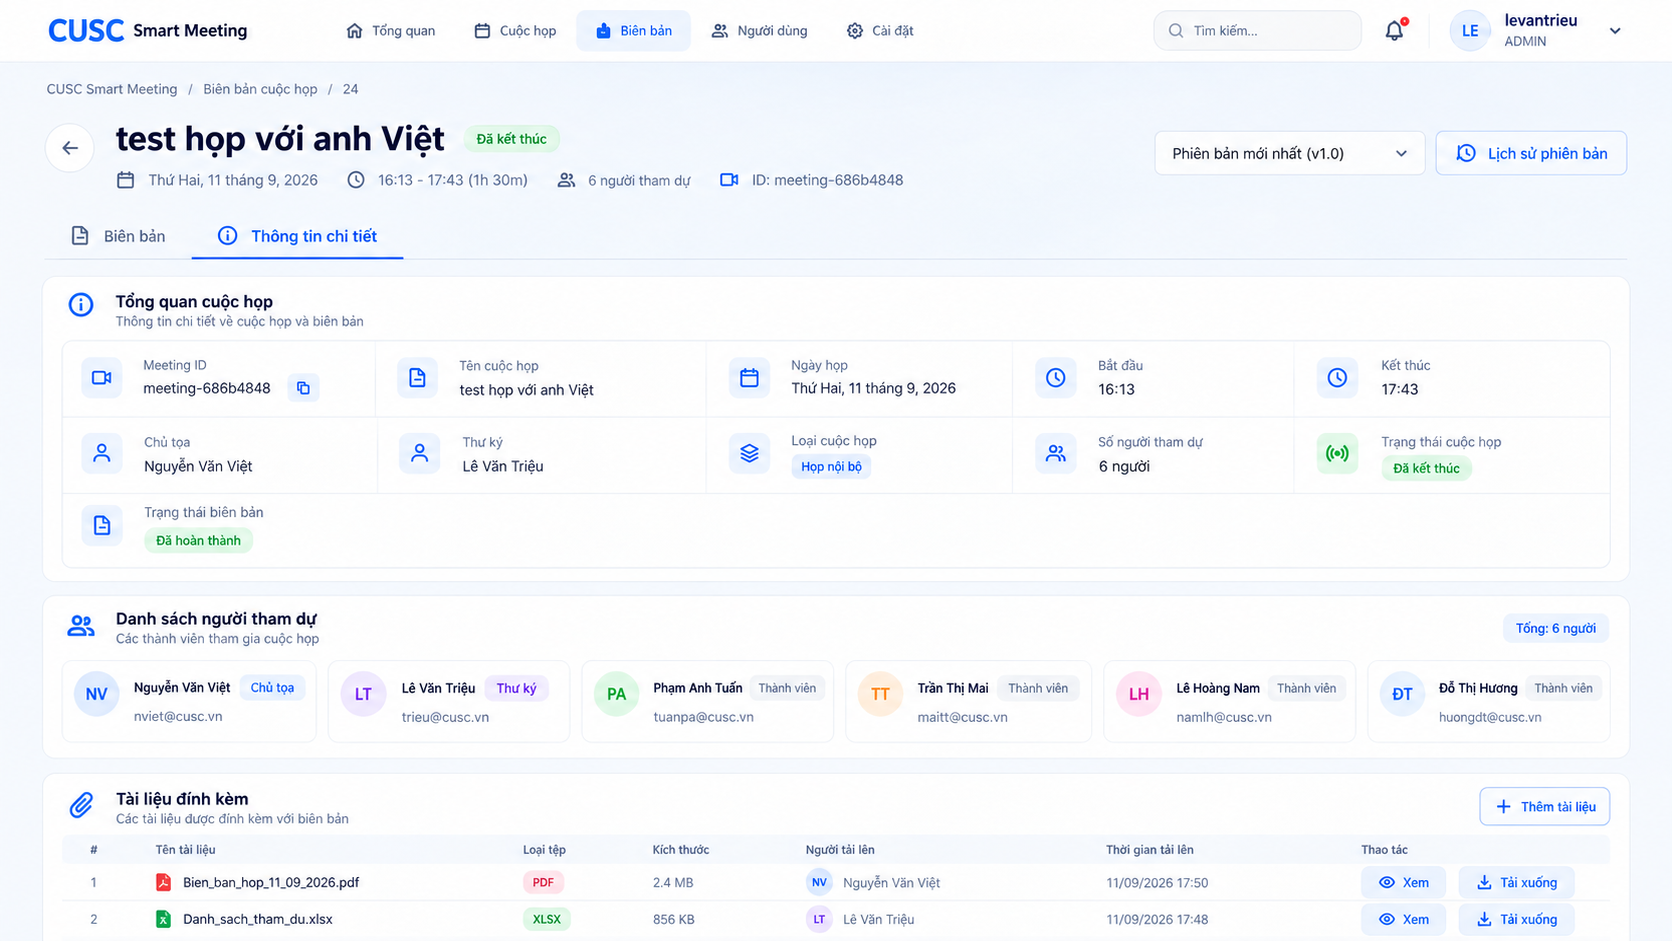 CUSC Smart Meeting
Tổng quan
Cuộc họp
Biên bản
Người dùng
Cài đặt
Tìm kiếm...
LE
levantrieu
ADMIN
CUSC Smart Meeting / Biên bản cuộc họp / 24
test họp với anh Việt
Đã kết thúc
Thứ Hai, 11 tháng 9, 2026
16:13 - 17:43 (1h 30m)
6 người tham dự
ID: meeting-686b4848
Phiên bản mới nhất (v1.0)
Lịch sử phiên bản
Biên bản
Thông tin chi tiết
Tổng quan cuộc họp
Thông tin chi tiết về cuộc họp và biên bản
Meeting ID
meeting-686b4848
Tên cuộc họp
test họp với anh Việt
Ngày họp
Thứ Hai, 11 tháng 9, 2026
Bắt đầu
16:13
Kết thúc
17:43
Chủ tọa
Nguyễn Văn Việt
Thư ký
Lê Văn Triệu
Loại cuộc họp
Họp nội bộ
Số người tham dự
6 người
Trạng thái cuộc họp
Đã kết thúc
Trạng thái biên bản
Đã hoàn thành
Danh sách người tham dự
Các thành viên tham gia cuộc họp
Tổng: 6 người
NV
Nguyễn Văn Việt
Chủ tọa
nviet@cusc.vn
LT
Lê Văn Triệu
Thư ký
trieu@cusc.vn
PA
Phạm Anh Tuấn
Thành viên
tuanpa@cusc.vn
TT
Trần Thị Mai
Thành viên
maitt@cusc.vn
LH
Lê Hoàng Nam
Thành viên
namlh@cusc.vn
ĐT
Đỗ Thị Hương
Thành viên
huongdt@cusc.vn
Tài liệu đính kèm
Các tài liệu được đính kèm với biên bản
Thêm tài liệu
# Tên tài liệu Loại tệp Kích thước Người tải lên Thời gian tải lên Thao tác
1 Bien_ban_hop_11_09_2026.pdf PDF 2.4 MB NV Nguyễn Văn Việt 11/09/2026 17:50 Xem Tải xuống
2 Danh_sach_tham_du.xlsx XLSX 856 KB LT Lê Văn Triệu 11/09/2026 17:48 Xem Tải xuống